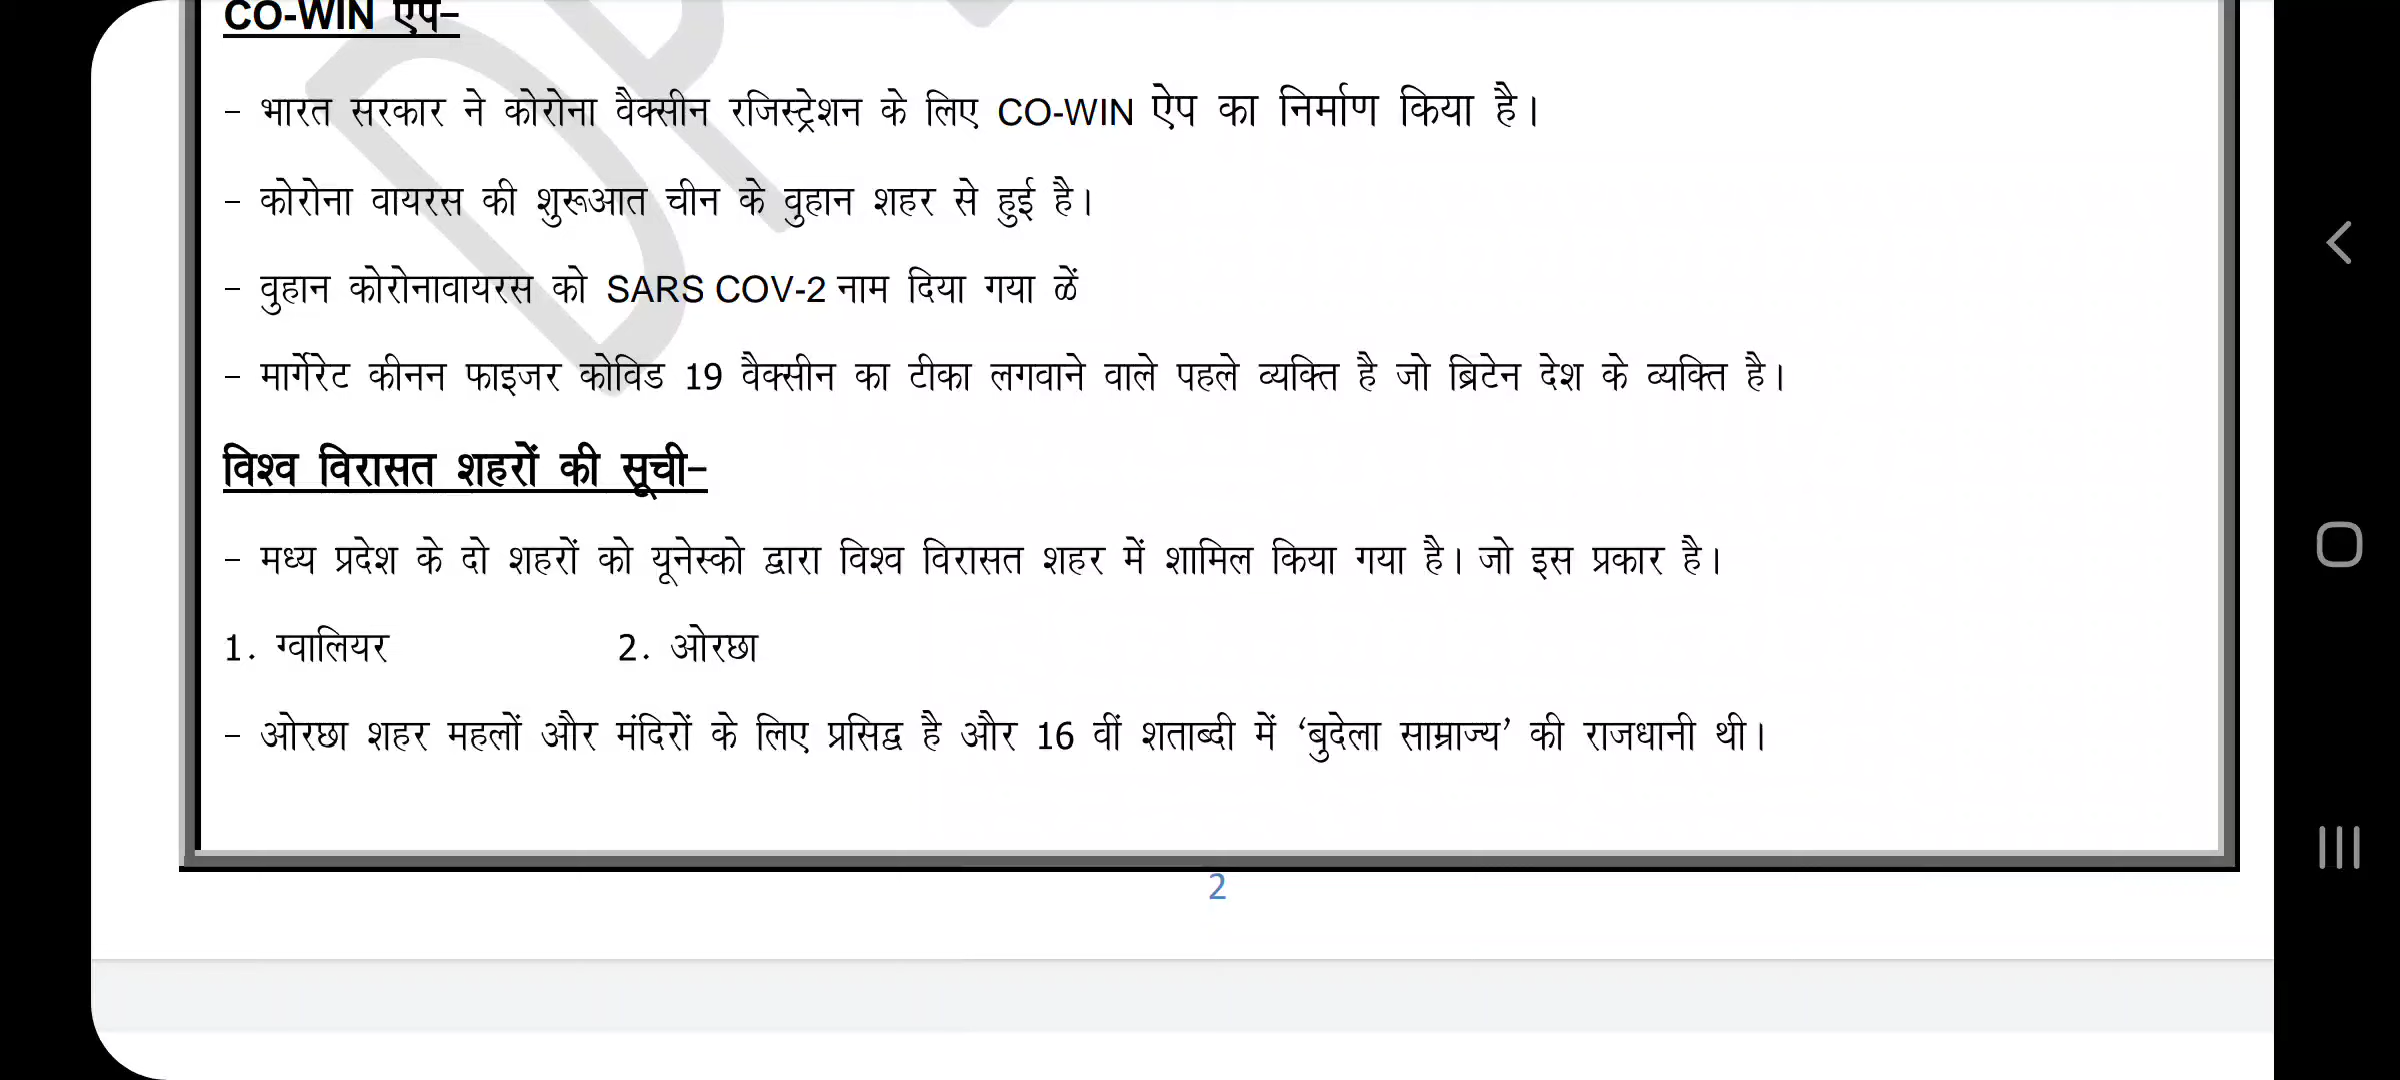 CO-WIN ऐप-
- भारत सरकार ने कोरोना वैक्सीन रजिस्ट्रेशन के लिए CO-WIN ऐप का निर्माण किया है।
- कोरोना वायरस की शुरूआत चीन के वुहान शहर से हुई है।
- वुहान कोरोनावायरस को SARS COV-2 नाम दिया गया ळें
- मार्गेरेट कीनन फाइजर कोविड 19 वैक्सीन का टीका लगवाने वाले पहले व्यक्ति है जो ब्रिटेन देश के व्यक्ति है।
विश्व विरासत शहरों की सूची-
- मध्य प्रदेश के दो शहरों को यूनेस्को द्वारा विश्व विरासत शहर में शामिल किया गया है। जो इस प्रकार है।
1. ग्वालियर 2. ओरछा
- ओरछा शहर महलों और मंदिरों के लिए प्रसिद्व है और 16 वीं शताब्दी में ‘बुदेला साम्राज्य’ की राजधानी थी।
2